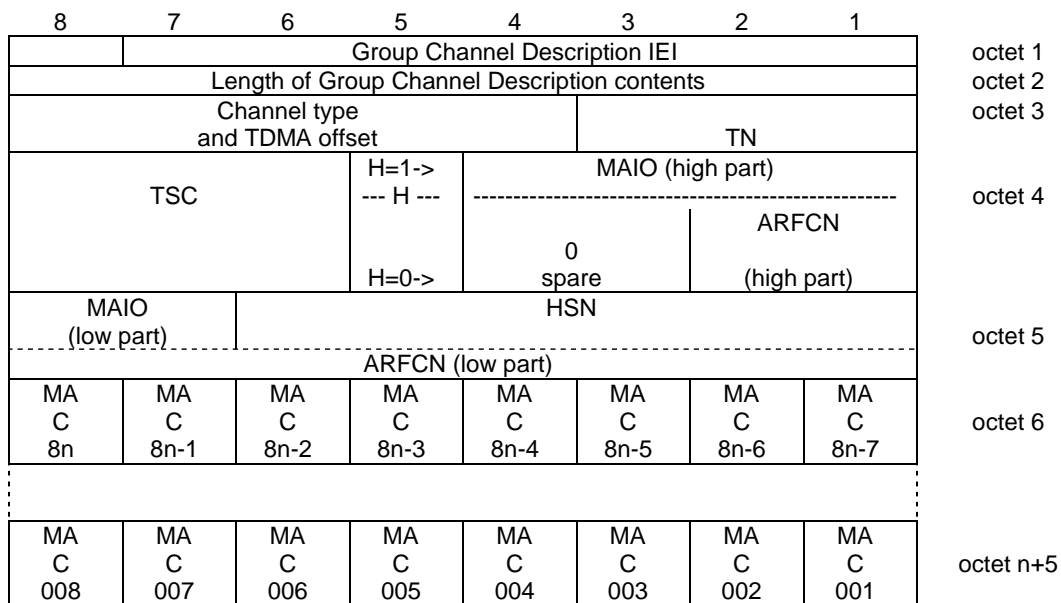 8 7 6 5 4 3 2 1
Group Channel Description IEI octet 1
Length of Group Channel Description contents octet 2
Channel type octet 3
and TDMA offset TN
H=1-> MAIO (high part)
TSC --- H --- ------------------------------------------------------ octet 4
ARFCN
0
H=0-> spare (high part)
MAIO HSN
(low part) octet 5
ARFCN (low part)
MA MA MA MA MA MA MA MA
C C C C C C C C octet 6
8n 8n-1 8n-2 8n-3 8n-4 8n-5 8n-6 8n-7
MA MA MA MA MA MA MA MA
C C C C C C C C octet n+5
008 007 006 005 004 003 002 001